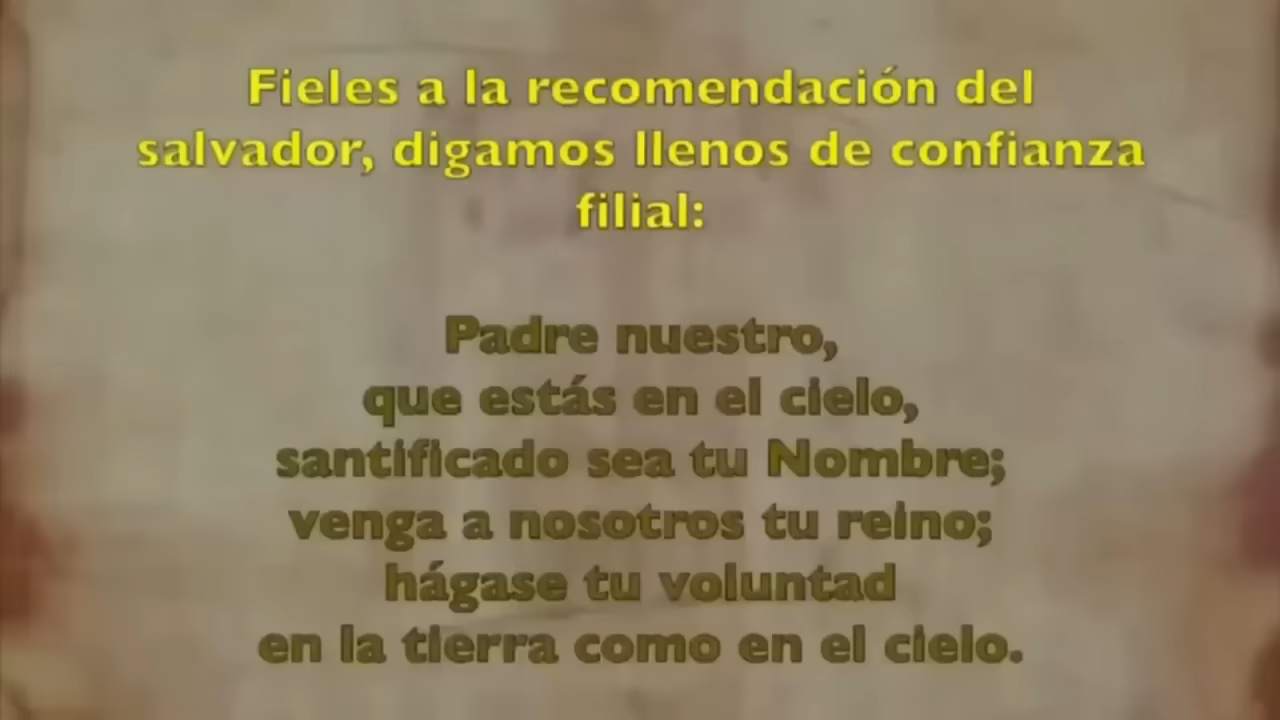 Fieles a la recomendación del
salvador, digamos llenos de confianza
filial:
Padre nuestro,
que estás en el cielo,
santificado sea tu Nombre;
venga a nosotros tu reino;
hágase tu voluntad
en la tierra como en el cielo.